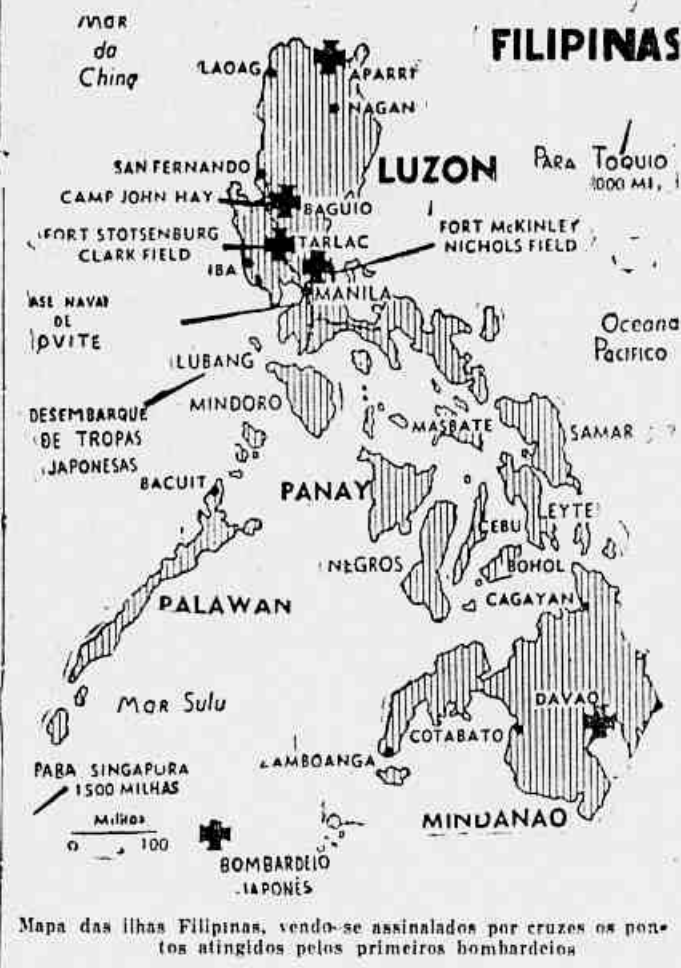 MAR
da
China
FILIPINAS
LAOAG
APARRI
NAGAN
SAN FERNANDO
LUZON
PARA TOQUIO
CAMP JOHN HAY
BAGÚIO
FORT STOTSENBURG
CLARK FIELD
TARLAC
FORT McKINLEY
NICHOLS FIELD
IBA
MANILA
ASE NAVAL
DE
Oceano
Pacifico
LUBANG
MINDORO
DESEMBARQUE
DE TROPAS
JAPONESAS
MASBATE
SAMAR
BACUIT
PANAY
CEBU
LEYTE
NEGROS
BOHOL
PALAWAN
CAGAYAN
MAR Sulu
DAVAO
COTABATO
ZAMBOANGA
PARA SINGAPURA
1500 MILHAS
Milhas
0 100
MINDANAO
BOMBARDEIO
JAPONÊS
Mapa das ilhas Filipinas, vendo-se assinalados por cruzes os pon-
tos atingidos pelos primeiros bombardeios